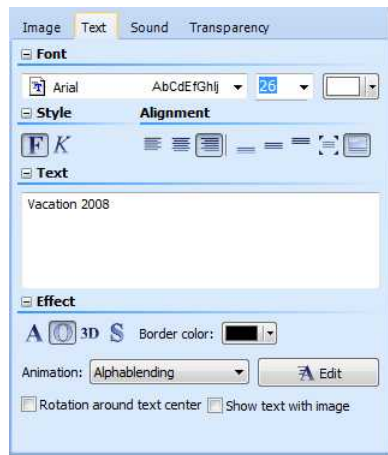 Image Text Sound Transparency
Font
Arial AbCdEfGhIj 26
Style Alignment
F K
Text
Vacation 2008
Effect
A O 3D S Border color:
Animation: Alphablending A Edit
Rotation around text center Show text with image